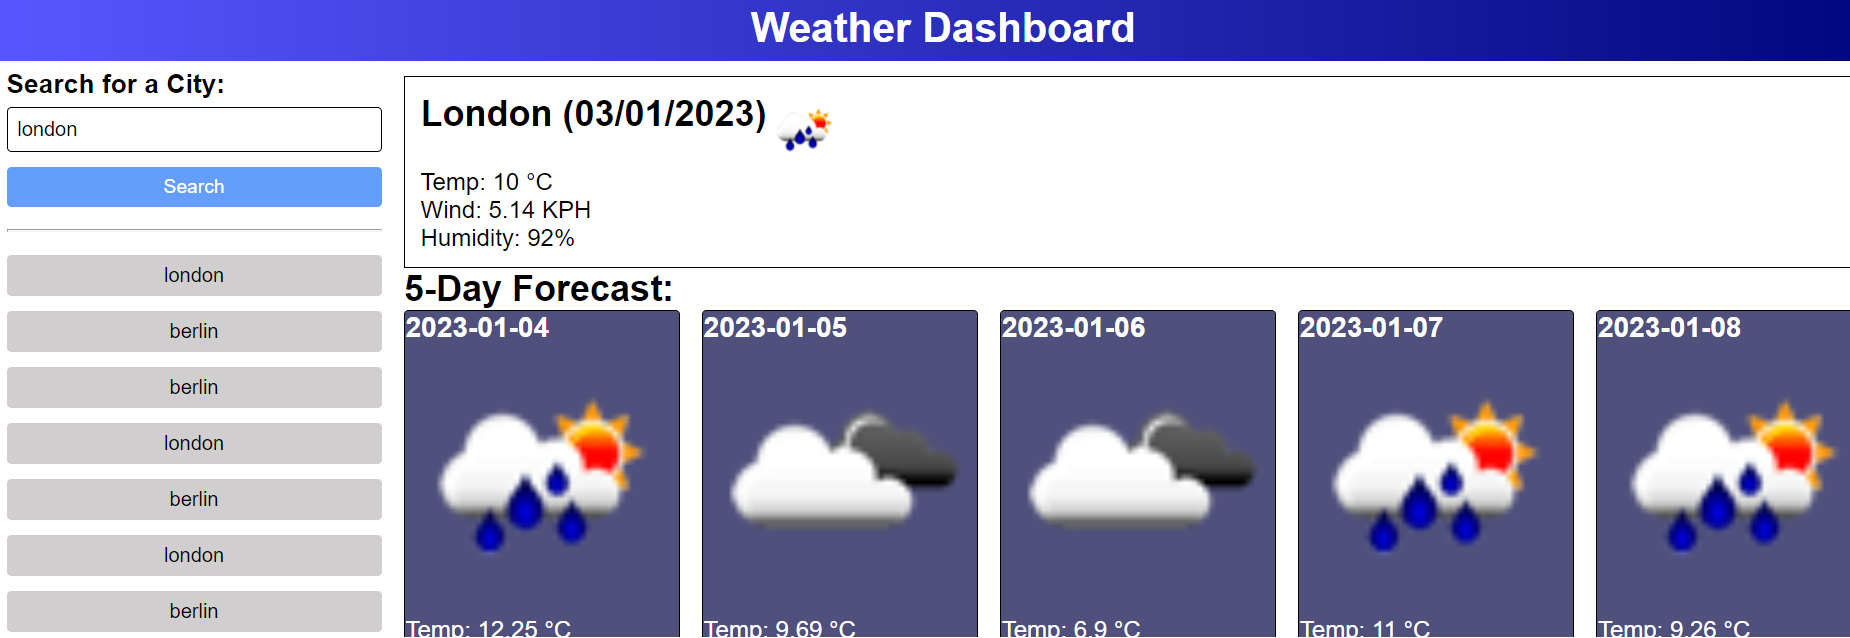 Weather Dashboard
Search for a City:
london
Search
london
berlin
berlin
london
berlin
london
berlin
London (03/01/2023)
Temp: 10 °C
Wind: 5.14 KPH
Humidity: 92%
5-Day Forecast:
2023-01-04
Temp: 12.25 °C
2023-01-05
Temp: 9.69 °C
2023-01-06
Temp: 6.9 °C
2023-01-07
Temp: 11 °C
2023-01-08
Temp: 9.26 °C